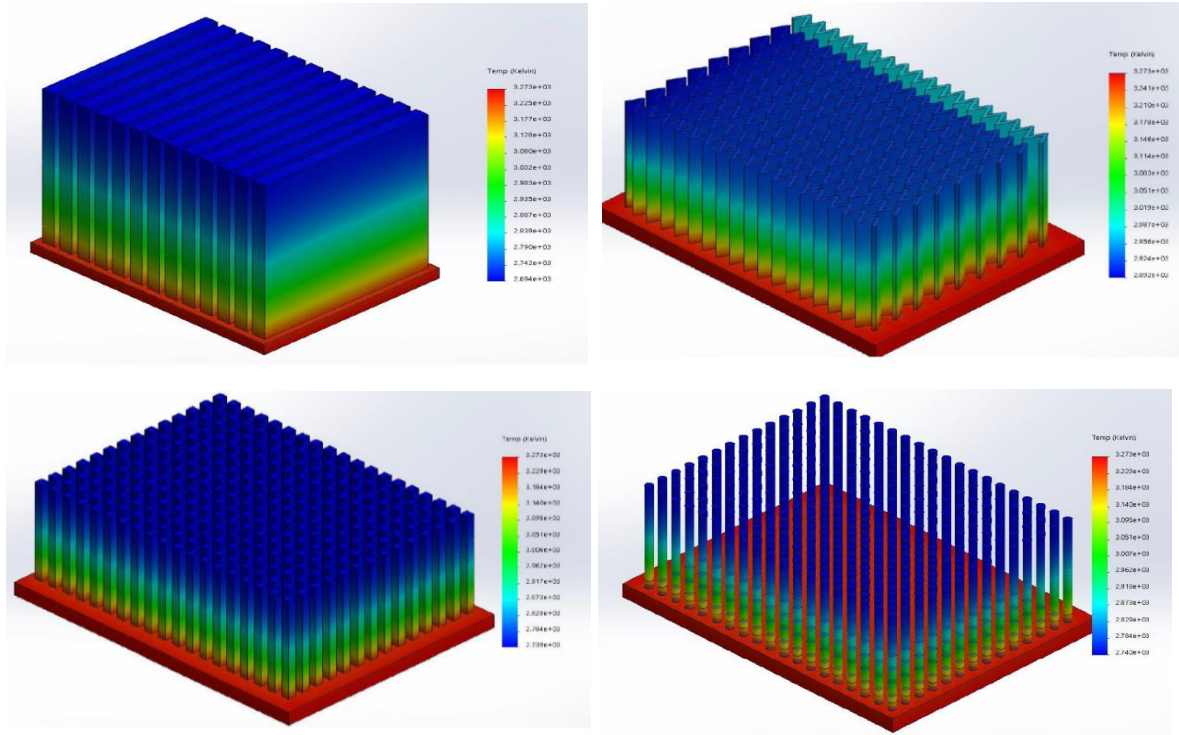 Temp (Kelvin)
3.273e+03
3.225e+03
3.177e+03
3.128e+03
3.080e+03
3.032e+03
2.983e+03
2.935e+03
2.887e+03
2.839e+03
2.790e+03
2.742e+03
2.694e+03
Temp (Kelvin)
3.273e+03
3.241e+03
3.210e+03
3.178e+03
3.146e+03
3.114e+03
3.083e+03
3.051e+03
3.019e+03
2.987e+03
2.956e+03
2.924e+03
2.892e+03
Temp (Kelvin)
3.273e+03
3.229e+03
3.184e+03
3.140e+03
3.095e+03
3.051e+03
3.006e+03
2.962e+03
2.917e+03
2.873e+03
2.828e+03
2.784e+03
2.739e+03
Temp (Kelvin)
3.273e+03
3.229e+03
3.184e+03
3.140e+03
3.095e+03
3.051e+03
3.007e+03
2.962e+03
2.918e+03
2.873e+03
2.829e+03
2.784e+03
2.740e+03